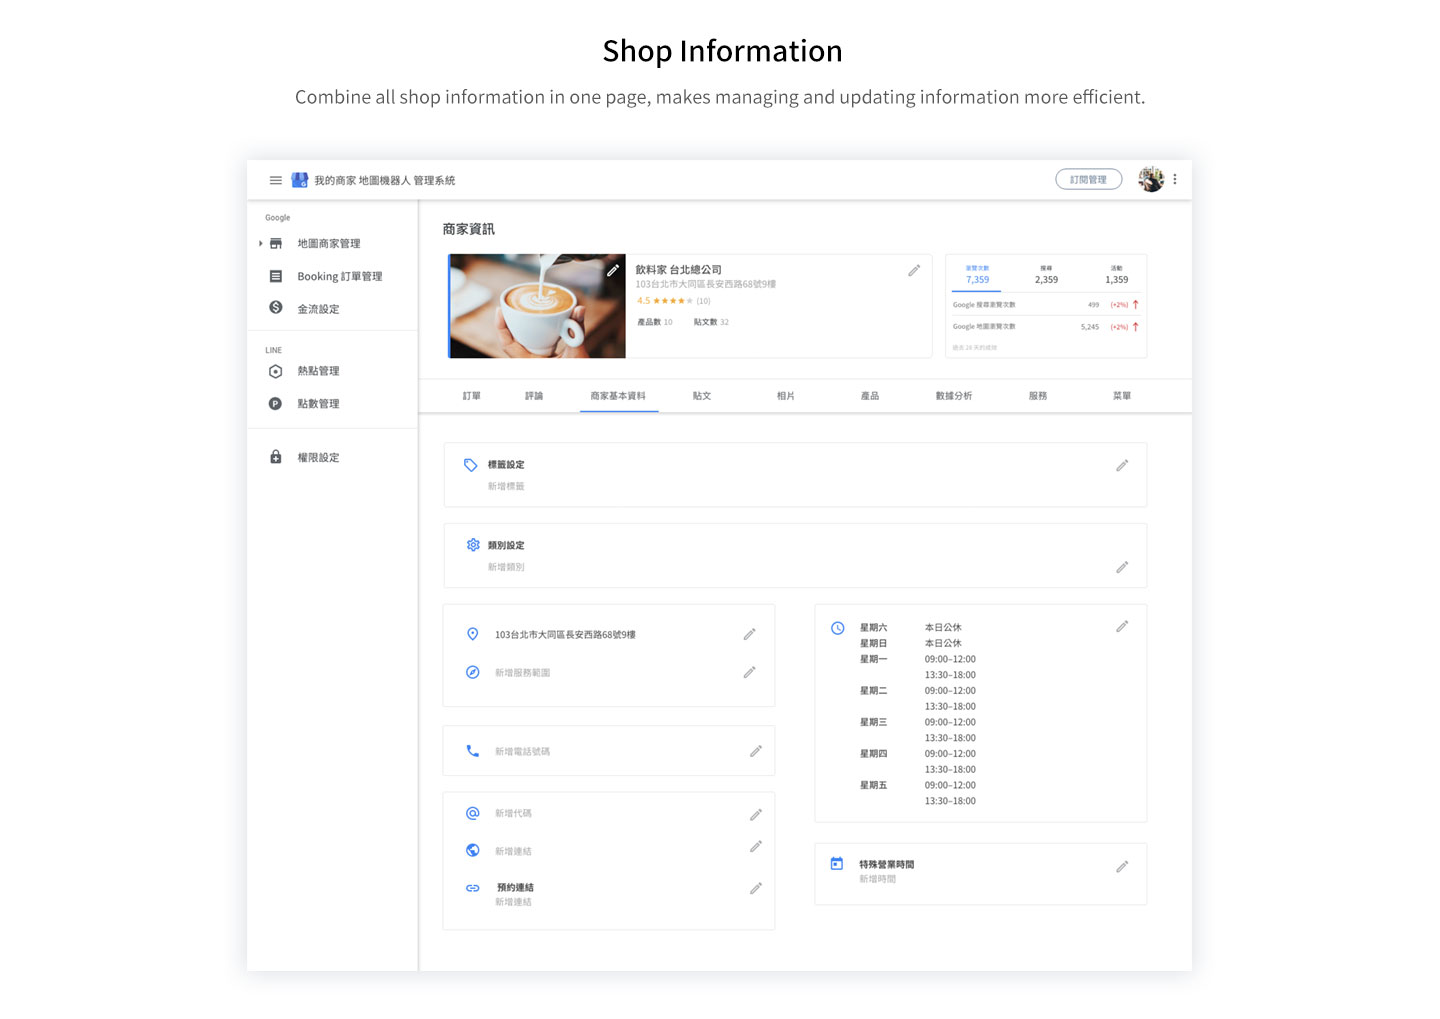 Shop Information
Combine all shop information in one page, makes managing and updating information more efficient.
我的商家 地圖機器人 管理系統
訂閱管理
Google
地圖商家管理
Booking 訂單管理
金流設定
LINE
熱點管理
點數管理
權限設定
商家資訊
飲料家 台北總公司
103台北市大同區長安西路68號9樓
4.5 ★★★★★ (10)
產品數 10 貼文數 32
瀏覽次數 搜尋 活動
7,359 2,359 1,359
Google 搜尋瀏覽次數 499 (+2%) ↑
Google 地圖瀏覽次數 5,245 (+2%) ↑
過去 28 天的成效
訂單 評論 商家基本資料 貼文 相片 產品 數據分析 服務 菜單
標籤設定
新增標籤
類別設定
新增類別
103台北市大同區長安西路68號9樓
新增服務範圍
新增電話號碼
新增代碼
新增連結
預約連結
新增連結
星期六 本日公休
星期日 本日公休
星期一 09:00–12:00
13:30–18:00
星期二 09:00–12:00
13:30–18:00
星期三 09:00–12:00
13:30–18:00
星期四 09:00–12:00
13:30–18:00
星期五 09:00–12:00
13:30–18:00
特殊營業時間
新增時間